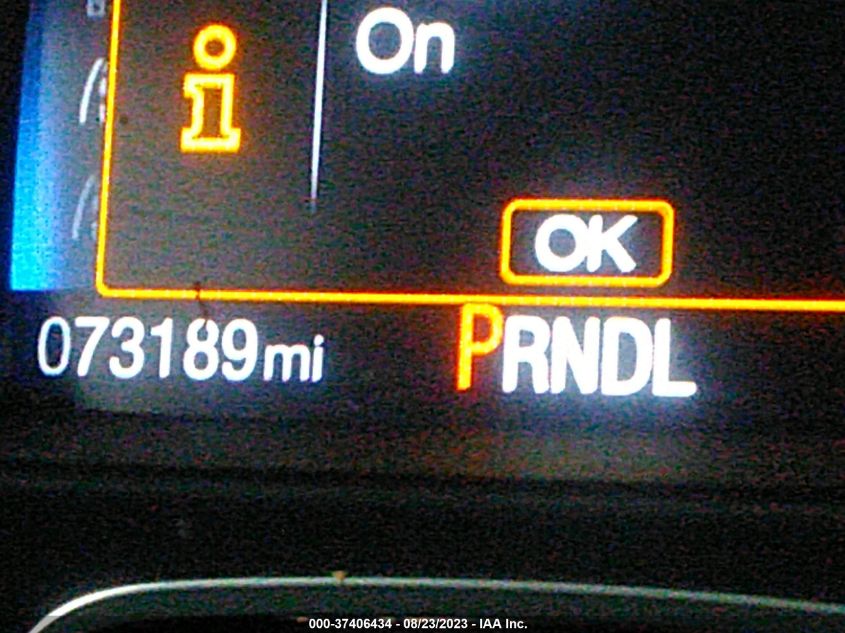 On
OK
073189mi PRNDL
000-37406434 - 08/23/2023 - IAA Inc.